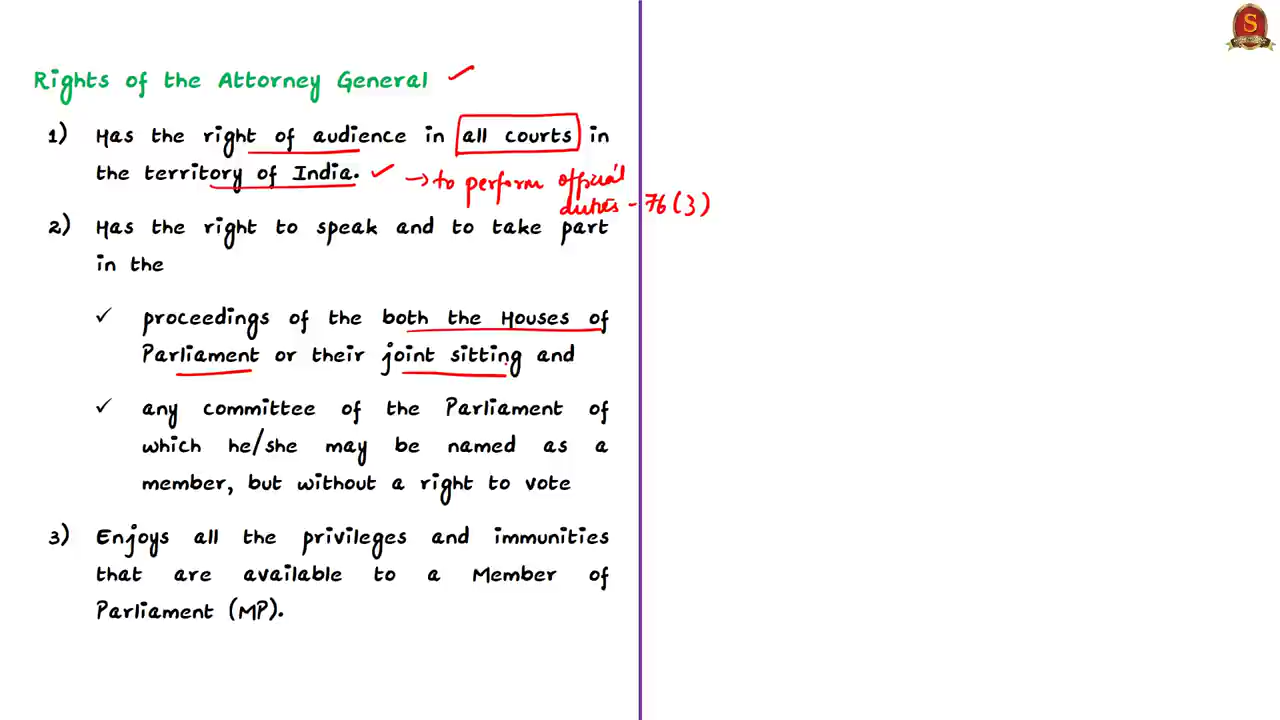 S
Rights of the Attorney General
1) Has the right of audience in all courts in
the territory of India. → to perform official
duties - 76(3)
2) Has the right to speak and to take part
in the
✓ proceedings of the both the Houses of
Parliament or their joint sitting and
✓ any committee of the Parliament of
which he/she may be named as a
member, but without a right to vote
3) Enjoys all the privileges and immunities
that are available to a Member of
Parliament (MP).